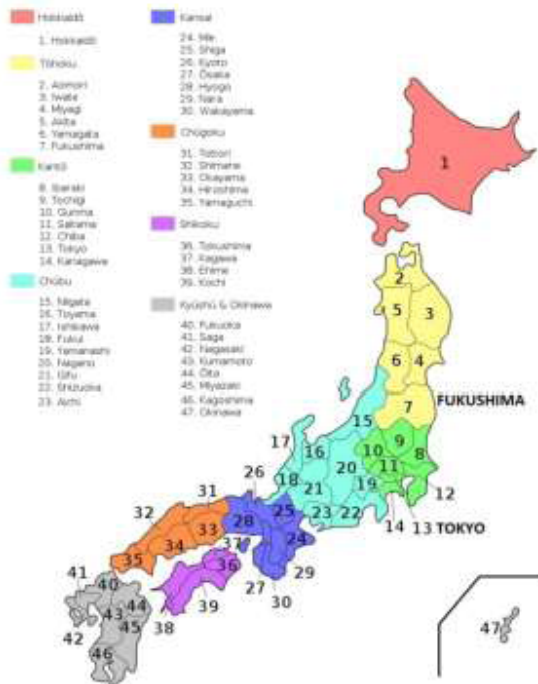 Hokkaidō
1. Hokkaidō
Tōhoku
2. Aomori
3. Iwate
4. Miyagi
5. Akita
6. Yamagata
7. Fukushima
Kantō
8. Ibaraki
9. Tochigi
10. Gunma
11. Saitama
12. Chiba
13. Tokyo
14. Kanagawa
Chūbu
15. Niigata
16. Toyama
17. Ishikawa
18. Fukui
19. Yamanashi
20. Nagano
21. Gifu
22. Shizuoka
23. Aichi
Kansai
24. Mie
25. Shiga
26. Kyoto
27. Ōsaka
28. Hyogo
29. Nara
30. Wakayama
Chūgoku
31. Tottori
32. Shimane
33. Okayama
34. Hiroshima
35. Yamaguchi
Shikoku
36. Tokushima
37. Kagawa
38. Ehime
39. Kochi
Kyūshū & Okinawa
40. Fukuoka
41. Saga
42. Nagasaki
43. Kumamoto
44. Ōita
45. Miyazaki
46. Kagoshima
47. Okinawa
1
2
5
3
6
4
7
FUKUSHIMA
15
17
16
9
10
8
20
11
18
21
19
12
26
31
25
23
22
14
13
TOKYO
32
28
33
24
34
37
29
35
36
27
30
41
40
39
38
44
43
42
45
46
47